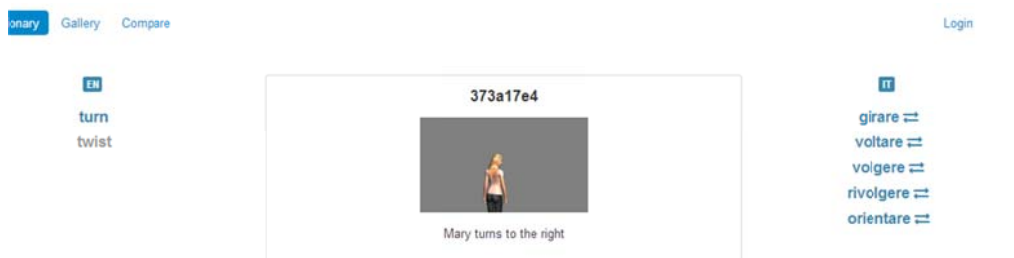 onary Gallery Compare Login
EN
turn
twist
373a17e4
Mary turns to the right
IT
girare
voltare
volgere
rivolgere
orientare